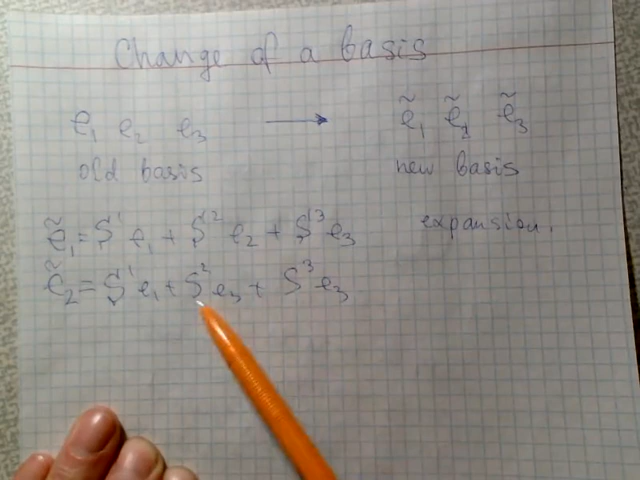 Change of a basis
e₁ e₂ e₃ → ẽ₁ ẽ₂ ẽ₃
old basis new basis
ẽ₁ = S¹ e₁ + S² e₂ + S³ e₃ expansion.
ẽ₂ = S¹ e₁ + S² e₃ + S³ e₃